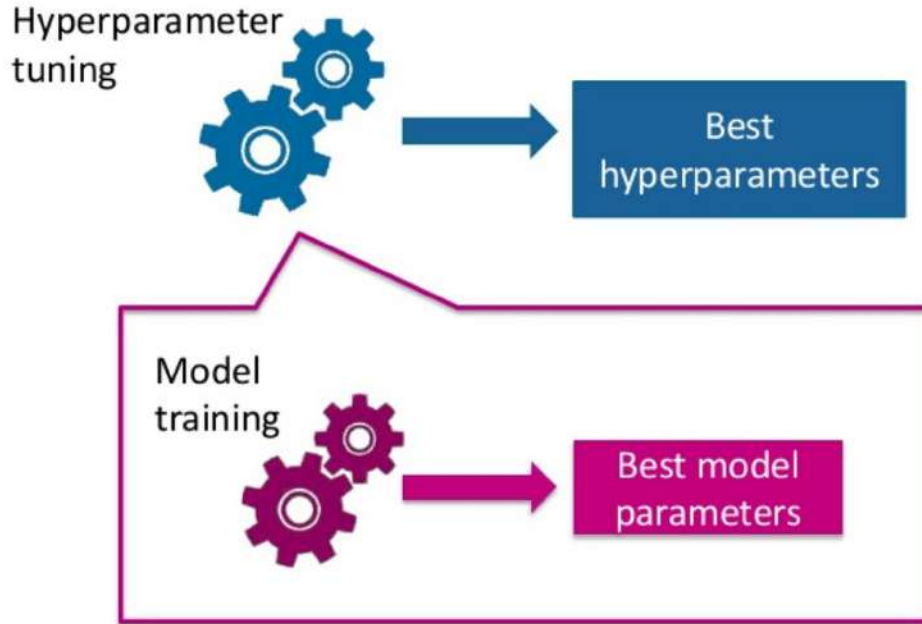 Hyperparameter
tuning
Best
hyperparameters
Model
training
Best model
parameters